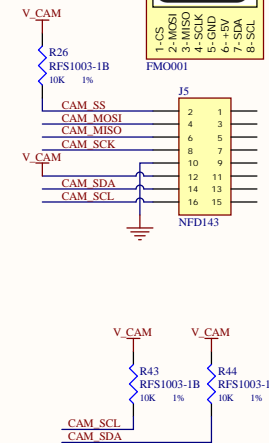 V_CAM
R26
RFS1003-1B
10K 1%
1-CS
2-MOSI
3-MISO
4-SCLK
5-GND
6-+5V
7-SDA
8-SCL
FMO001
J5
CAM_SS 2 1
CAM_MOSI 4 3
CAM_MISO 6 5
CAM_SCK 8 7
V_CAM 10 9
12 11
CAM_SDA 14 13
CAM_SCL 16 15
NFD143
V_CAM V_CAM
R43 R44
RFS1003-1B RFS1003-1
10K 1% 10K 1%
CAM_SCL
CAM_SDA